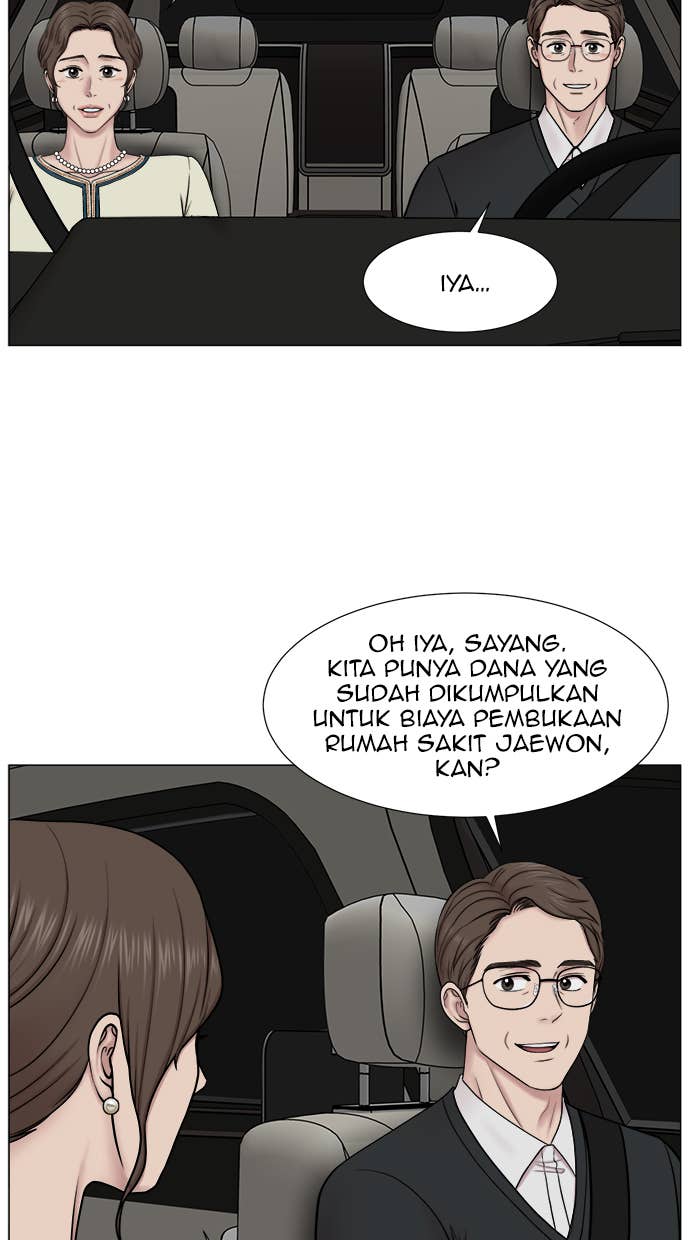 IYA...
OH IYA, SAYANG.
KITA PUNYA DANA YANG
SUDAH DIKUMPULKAN
UNTUK BIAYA PEMBUKAAN
RUMAH SAKIT JAEWON,
KAN?